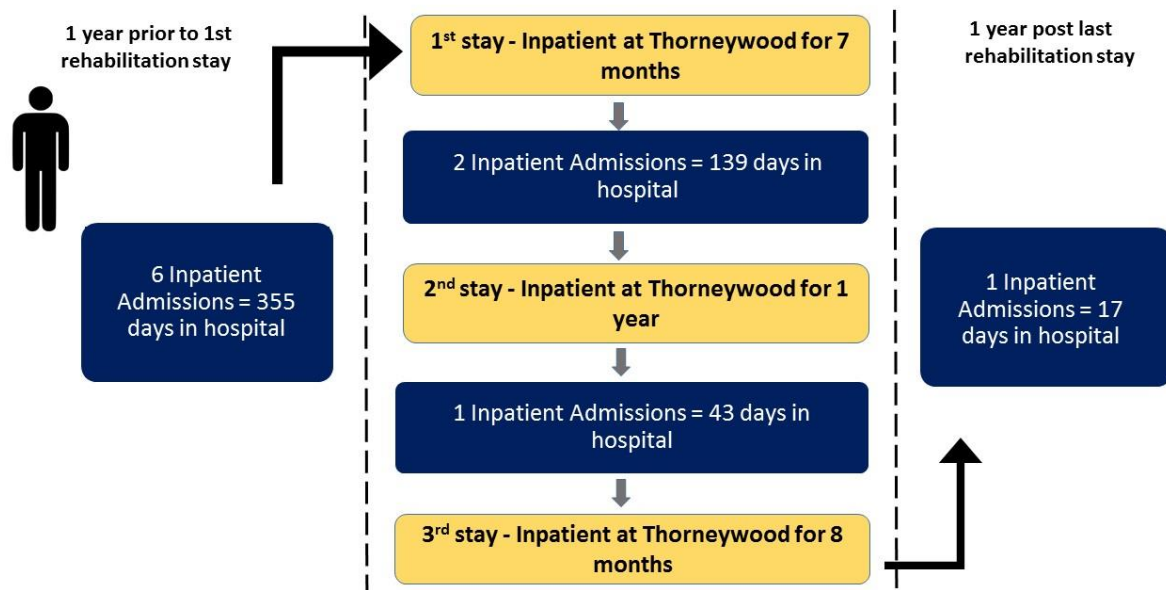 1 year prior to 1st
rehabilitation stay
6 Inpatient
Admissions = 355
days in hospital
1st stay - Inpatient at Thorneywood for 7
months
2 Inpatient Admissions = 139 days in
hospital
2nd stay - Inpatient at Thorneywood for 1
year
1 Inpatient Admissions = 43 days in
hospital
3rd stay - Inpatient at Thorneywood for 8
months
1 year post last
rehabilitation stay
1 Inpatient
Admissions = 17
days in hospital